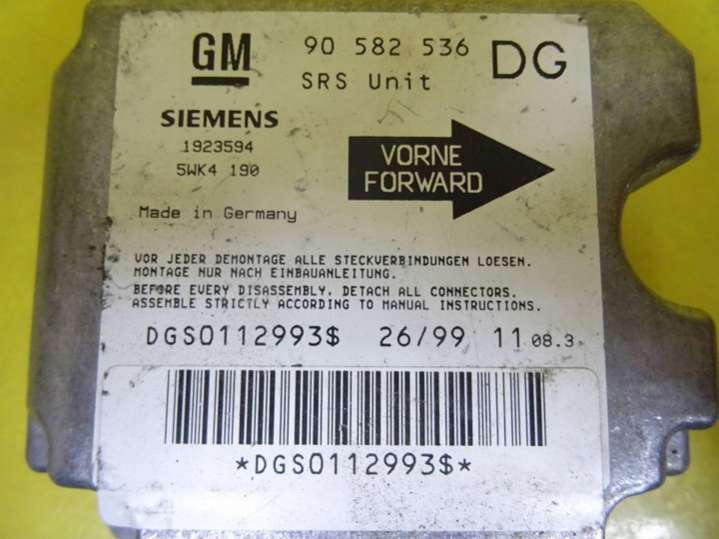 GM 90 582 536 DG
SRS Unit
SIEMENS
1923594
5WK4 190
VORNE
FORWARD
Made in Germany
VOR JEDER DEMONTAGE ALLE STECKVERBINDUNGEN LOESEN.
MONTAGE NUR NACH EINBAUANLEITUNG.
BEFORE EVERY DISASSEMBLY, DETACH ALL CONNECTORS.
ASSEMBLE STRICTLY ACCORDING TO MANUAL INSTRUCTIONS.
DGS0112993$ 26/99 11 08.3
*DGS0112993$*